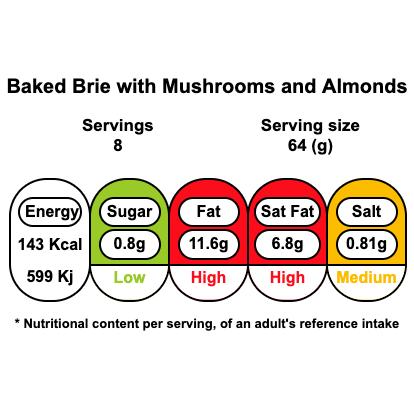 Baked Brie with Mushrooms and Almonds
Servings
8
Serving size
64 (g)
Energy
143 Kcal
599 Kj
Sugar
0.8g
Low
Fat
11.6g
High
Sat Fat
6.8g
High
Salt
0.81g
Medium
* Nutritional content per serving, of an adult's reference intake